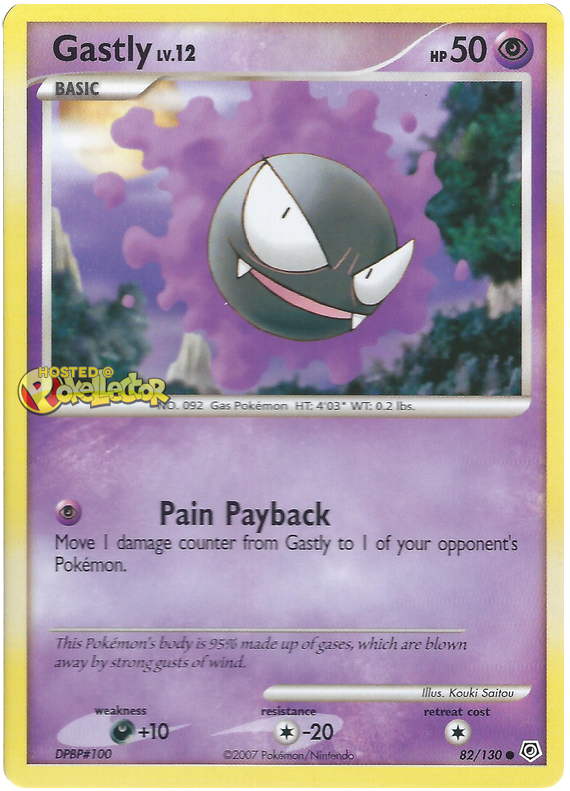 Gastly LV.12
HP 50
BASIC
HOSTED @
Pokellector
NO. 092 Gas Pokémon HT: 4'03" WT: 0.2 lbs.
Pain Payback
Move 1 damage counter from Gastly to 1 of your opponent's
Pokémon.
This Pokémon's body is 95% made up of gases, which are blown
away by strong gusts of wind.
Illus. Kouki Saitou
weakness
+10
resistance
-20
retreat cost
DPBP#100
©2007 Pokémon/Nintendo
82/130